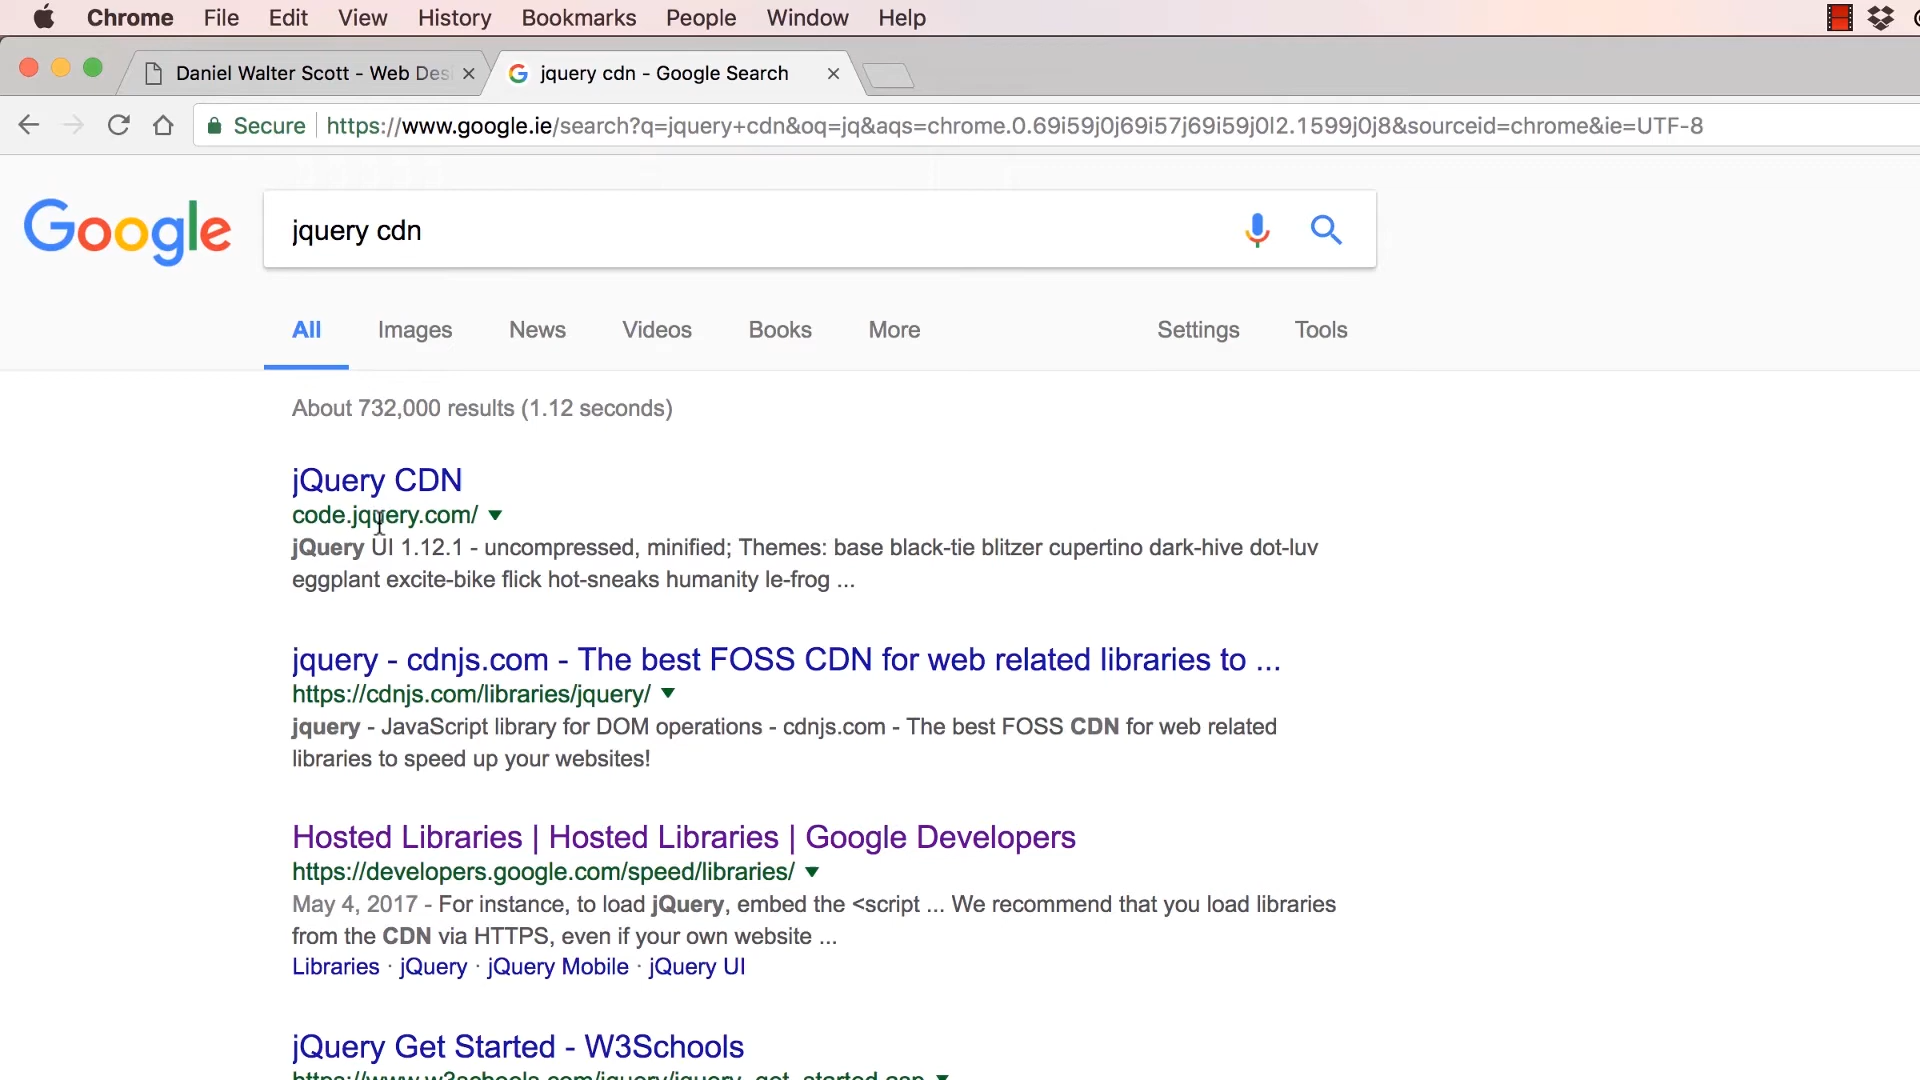 Chrome File Edit View History Bookmarks People Window Help
Daniel Walter Scott - Web Des
jquery cdn - Google Search
Secure https://www.google.ie/search?q=jquery+cdn&oq=jq&aqs=chrome.0.69i59j0j69i57j69i59j0l2.1599j0j8&sourceid=chrome&ie=UTF-8
Google
jquery cdn
All Images News Videos Books More Settings Tools
About 732,000 results (1.12 seconds)
jQuery CDN
code.jquery.com/
jQuery UI 1.12.1 - uncompressed, minified; Themes: base black-tie blitzer cupertino dark-hive dot-luv
eggplant excite-bike flick hot-sneaks humanity le-frog ...
jquery - cdnjs.com - The best FOSS CDN for web related libraries to ...
https://cdnjs.com/libraries/jquery/
jquery - JavaScript library for DOM operations - cdnjs.com - The best FOSS CDN for web related
libraries to speed up your websites!
Hosted Libraries | Hosted Libraries | Google Developers
https://developers.google.com/speed/libraries/
May 4, 2017 - For instance, to load jQuery, embed the <script ... We recommend that you load libraries
from the CDN via HTTPS, even if your own website ...
Libraries · jQuery · jQuery Mobile · jQuery UI
jQuery Get Started - W3Schools
https://www.w3schools.com/jquery/jquery_get_started.asp